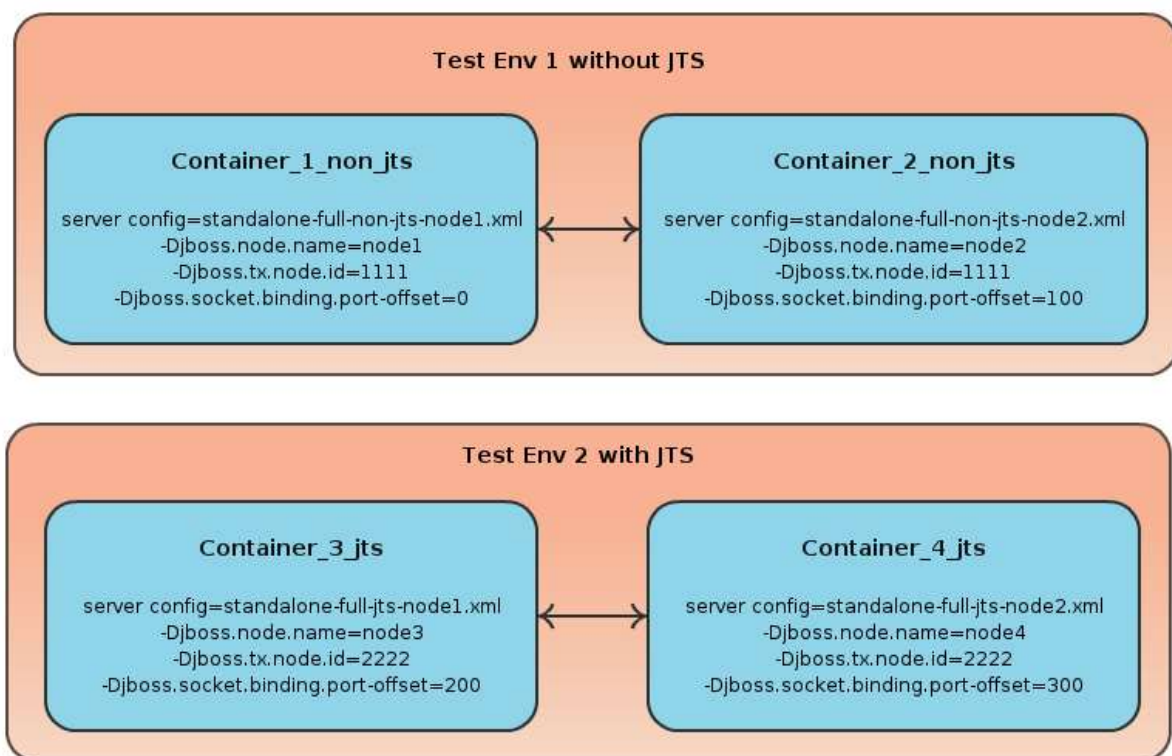 Test Env 1 without JTS
Container_1_non_jts
server config=standalone-full-non-jts-node1.xml
-Djboss.node.name=node1
-Djboss.tx.node.id=1111
-Djboss.socket.binding.port-offset=0
Container_2_non_jts
server config=standalone-full-non-jts-node2.xml
-Djboss.node.name=node2
-Djboss.tx.node.id=1111
-Djboss.socket.binding.port-offset=100
Test Env 2 with JTS
Container_3_jts
server config=standalone-full-jts-node1.xml
-Djboss.node.name=node3
-Djboss.tx.node.id=2222
-Djboss.socket.binding.port-offset=200
Container_4_jts
server config=standalone-full-jts-node2.xml
-Djboss.node.name=node4
-Djboss.tx.node.id=2222
-Djboss.socket.binding.port-offset=300